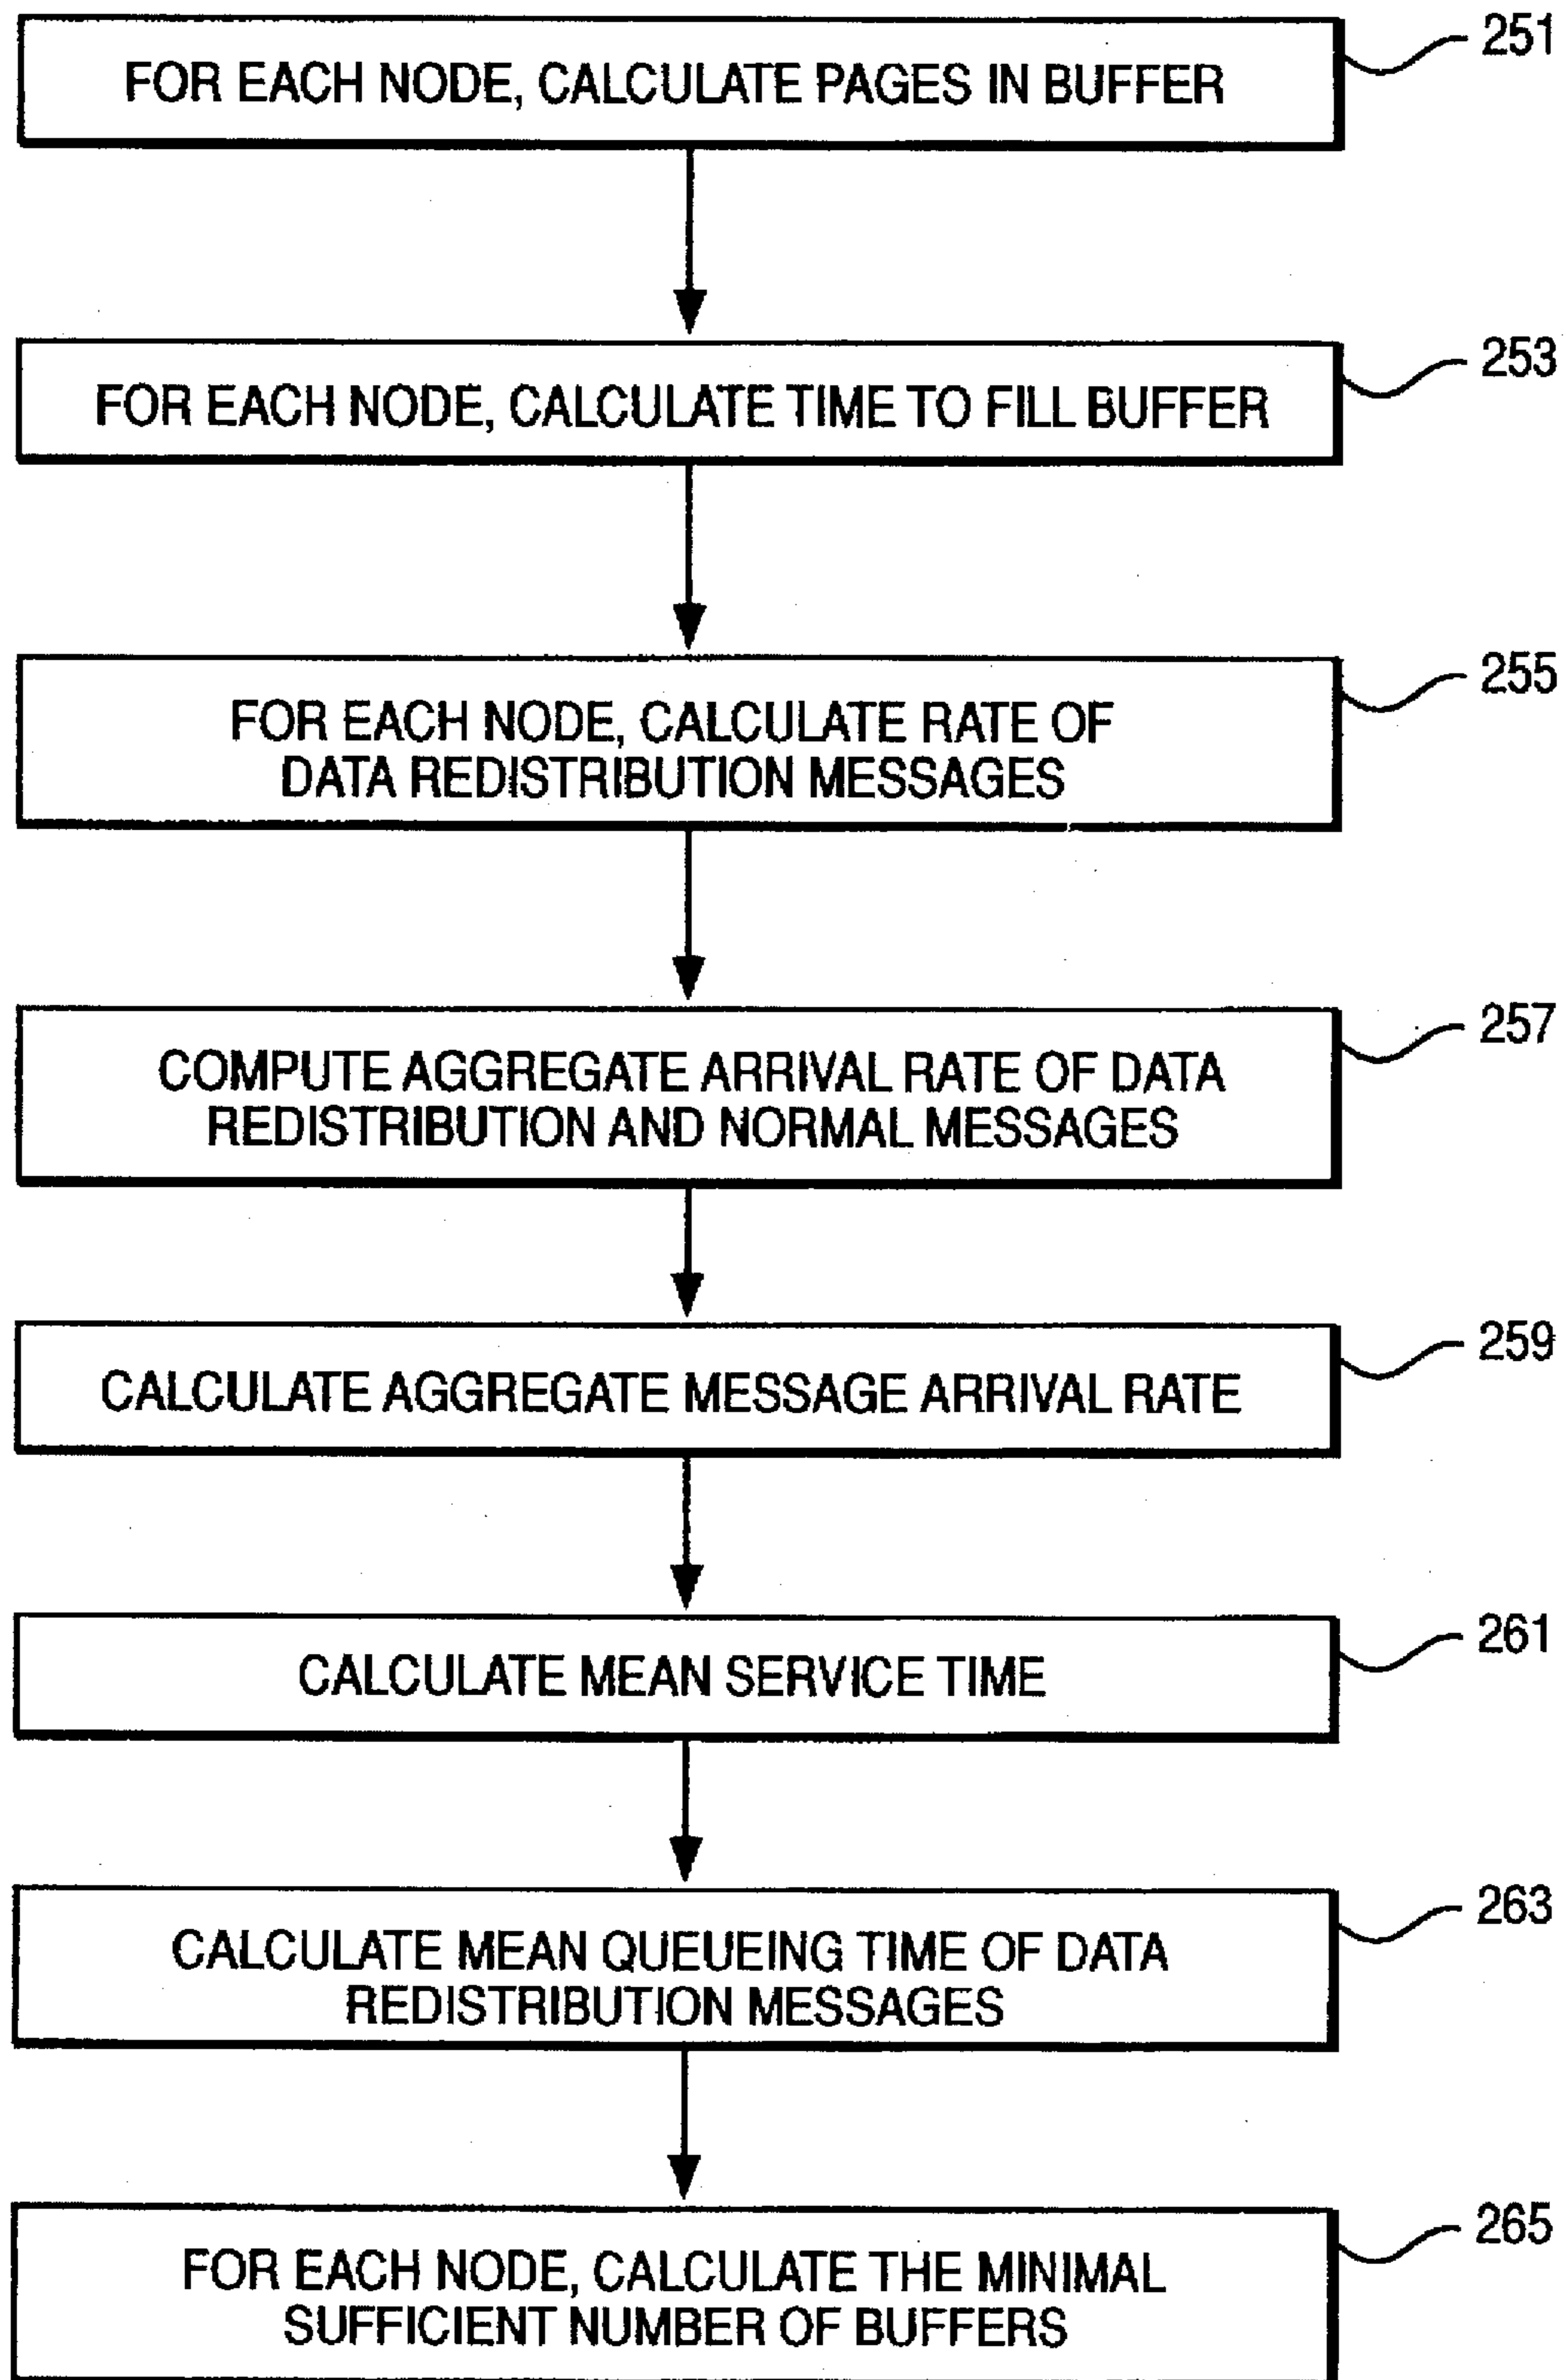 251
FOR EACH NODE, CALCULATE PAGES IN BUFFER
253
FOR EACH NODE, CALCULATE TIME TO FILL BUFFER
255
FOR EACH NODE, CALCULATE RATE OF
DATA REDISTRIBUTION MESSAGES
257
COMPUTE AGGREGATE ARRIVAL RATE OF DATA
REDISTRIBUTION AND NORMAL MESSAGES
259
CALCULATE AGGREGATE MESSAGE ARRIVAL RATE
261
CALCULATE MEAN SERVICE TIME
263
CALCULATE MEAN QUEUEING TIME OF DATA
REDISTRIBUTION MESSAGES
265
FOR EACH NODE, CALCULATE THE MINIMAL
SUFFICIENT NUMBER OF BUFFERS